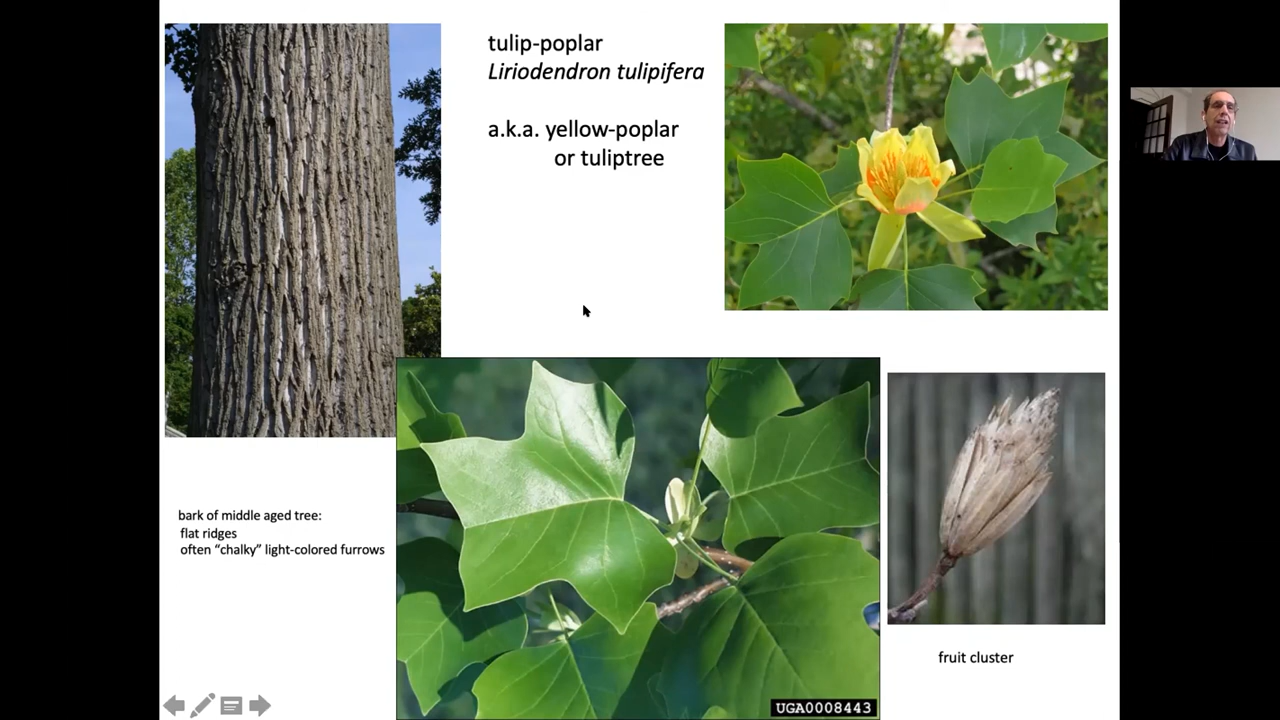 tulip-poplar
Liriodendron tulipifera
a.k.a. yellow-poplar
or tuliptree
bark of middle aged tree:
flat ridges
often “chalky” light-colored furrows
fruit cluster
UGA0008443